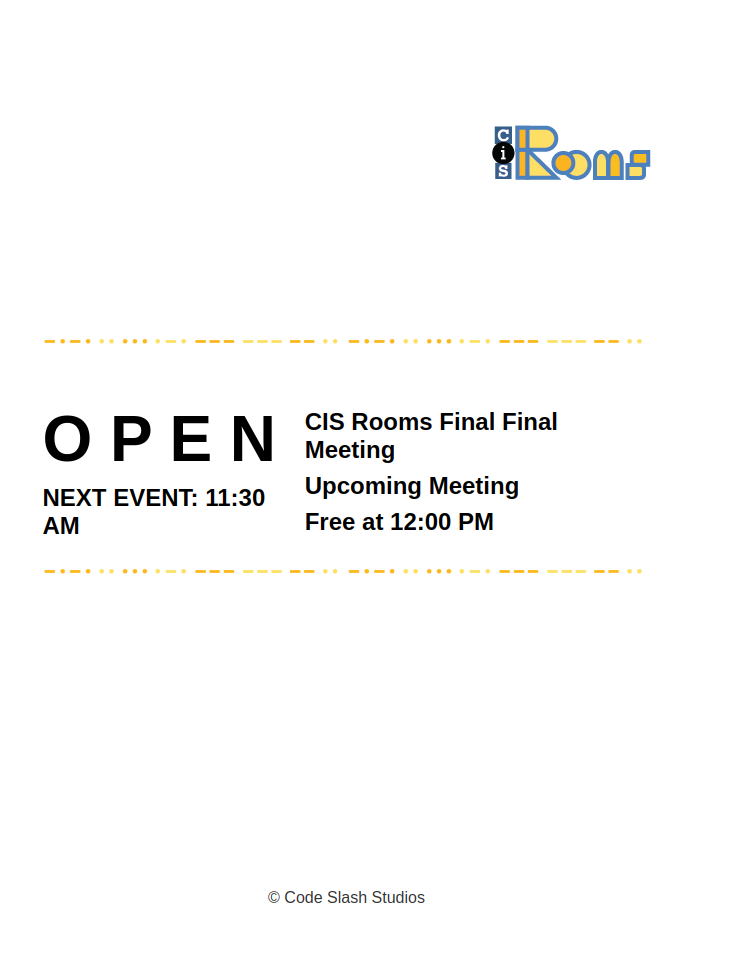 CiS Rooms
OPEN
NEXT EVENT: 11:30
AM
CIS Rooms Final Final
Meeting
Upcoming Meeting
Free at 12:00 PM
© Code Slash Studios